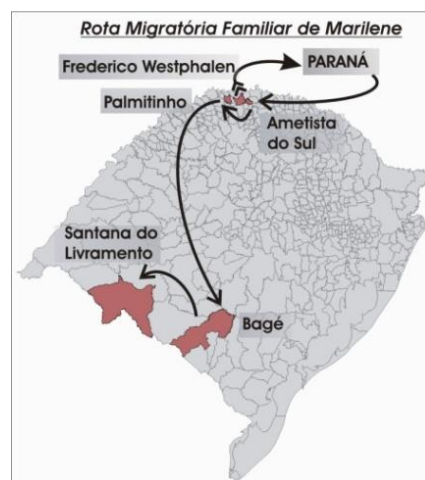 Rota Migratória Familiar de Marilene
Frederico Westphalen
PARANÁ
Palmitinho
Ametista
do Sul
Santana do
Livramento
Bagé